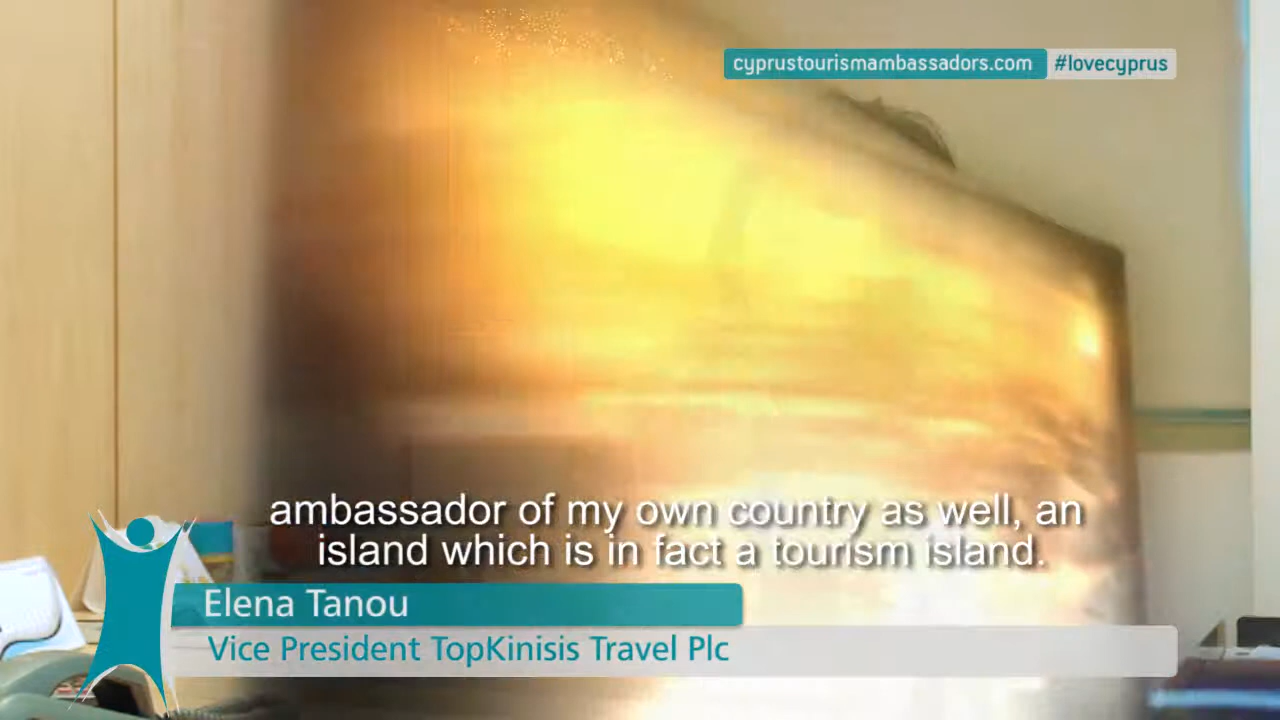 cyprustourismambassadors.com #lovecyprus
ambassador of my own country as well, an
island which is in fact a tourism island.
Elena Tanou
Vice President TopKinisis Travel Plc